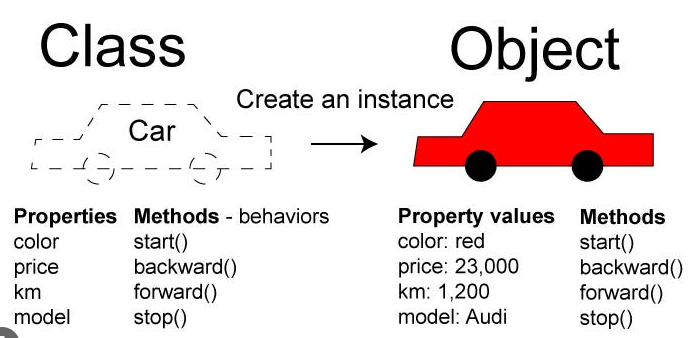 Class
Object
Create an instance
Car
Properties Methods - behaviors
color start()
price backward()
km forward()
model stop()
Property values Methods
color: red start()
price: 23,000 backward()
km: 1,200 forward()
model: Audi stop()